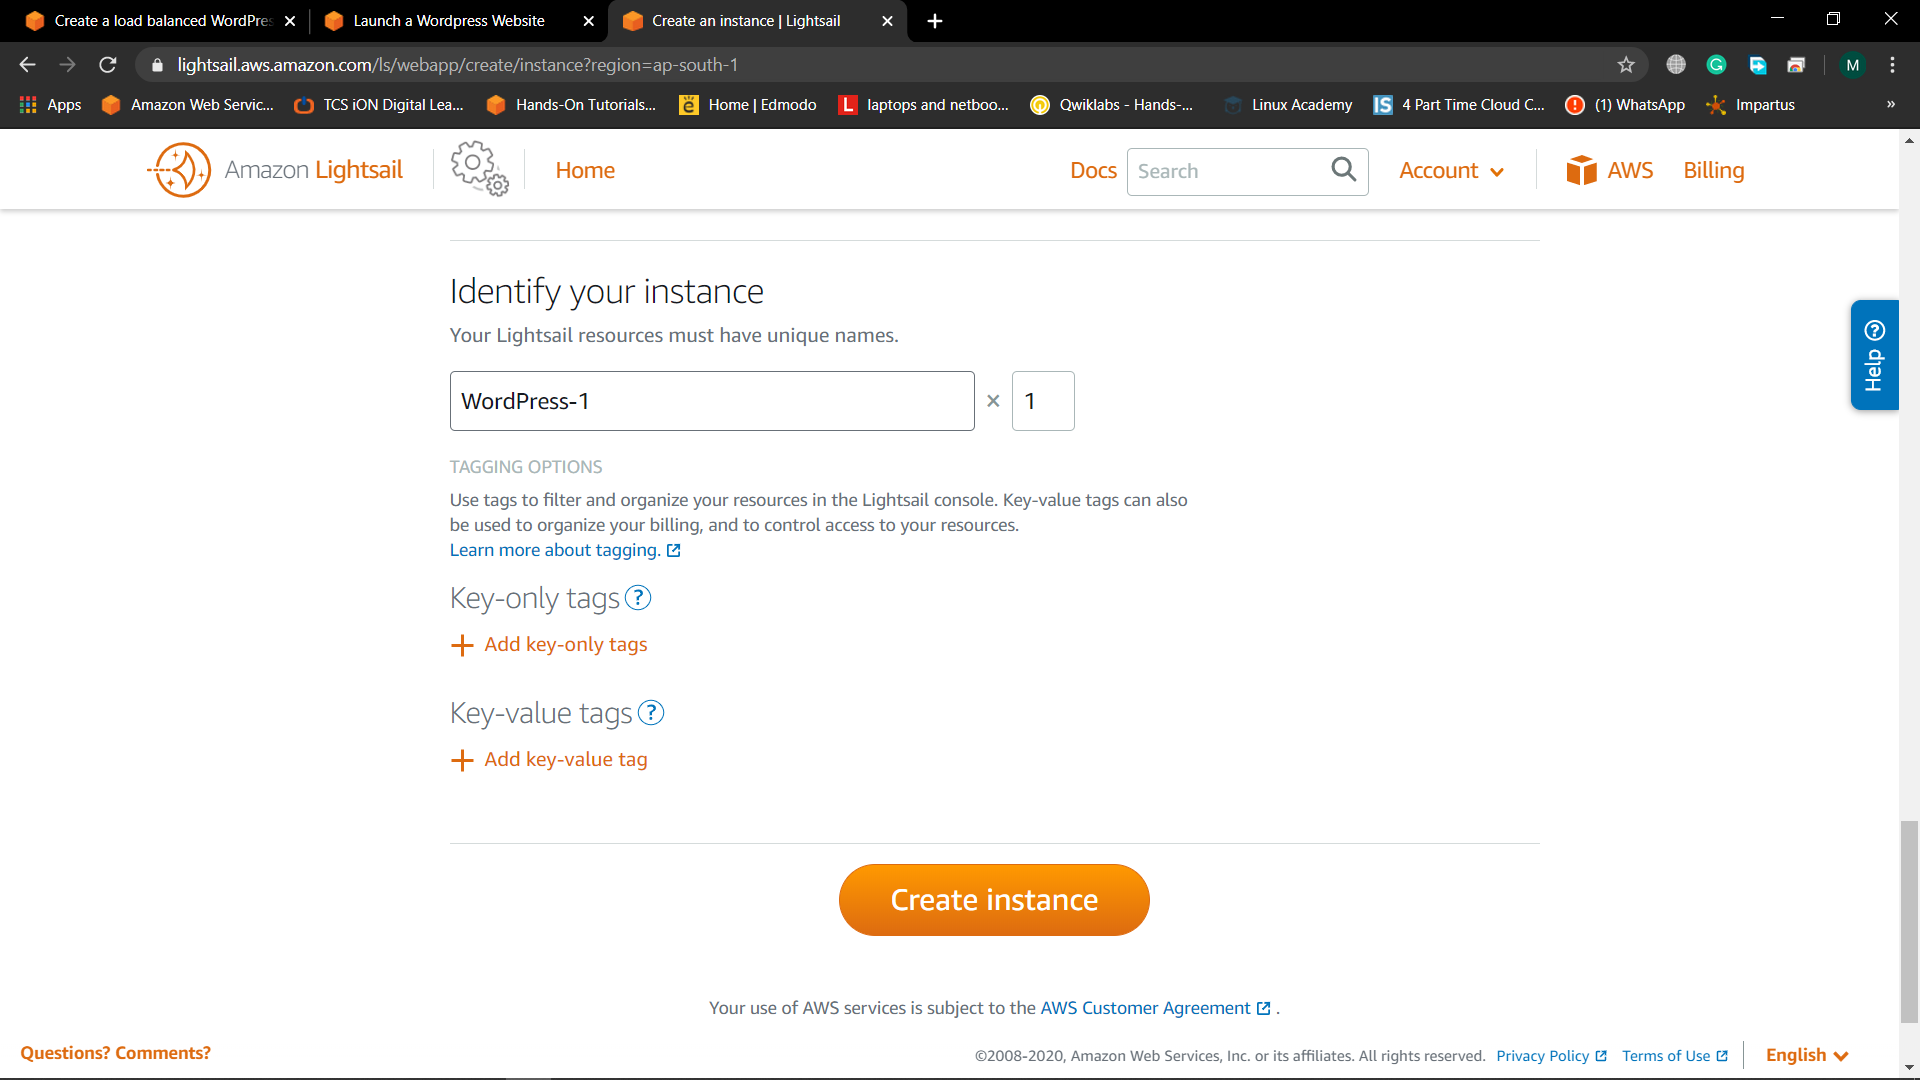 Create a load balanced WordPres
Launch a Wordpress Website
Create an instance | Lightsail
lightsail.aws.amazon.com/ls/webapp/create/instance?region=ap-south-1
M
Apps
Amazon Web Servic...
TCS iON Digital Lea...
Hands-On Tutorials...
Home | Edmodo
L laptops and netboo...
Qwiklabs - Hands-...
Linux Academy
IS 4 Part Time Cloud C...
(1) WhatsApp
Impartus
»
Amazon Lightsail
Home
Docs
Search
Account
AWS
Billing
Identify your instance
Your Lightsail resources must have unique names.
WordPress-1 × 1
Help ?
TAGGING OPTIONS
Use tags to filter and organize your resources in the Lightsail console. Key-value tags can also
be used to organize your billing, and to control access to your resources.
Learn more about tagging.
Key-only tags ?
+ Add key-only tags
Key-value tags ?
+ Add key-value tag
Create instance
Your use of AWS services is subject to the AWS Customer Agreement .
Questions? Comments?
©2008-2020, Amazon Web Services, Inc. or its affiliates. All rights reserved. Privacy Policy Terms of Use
English